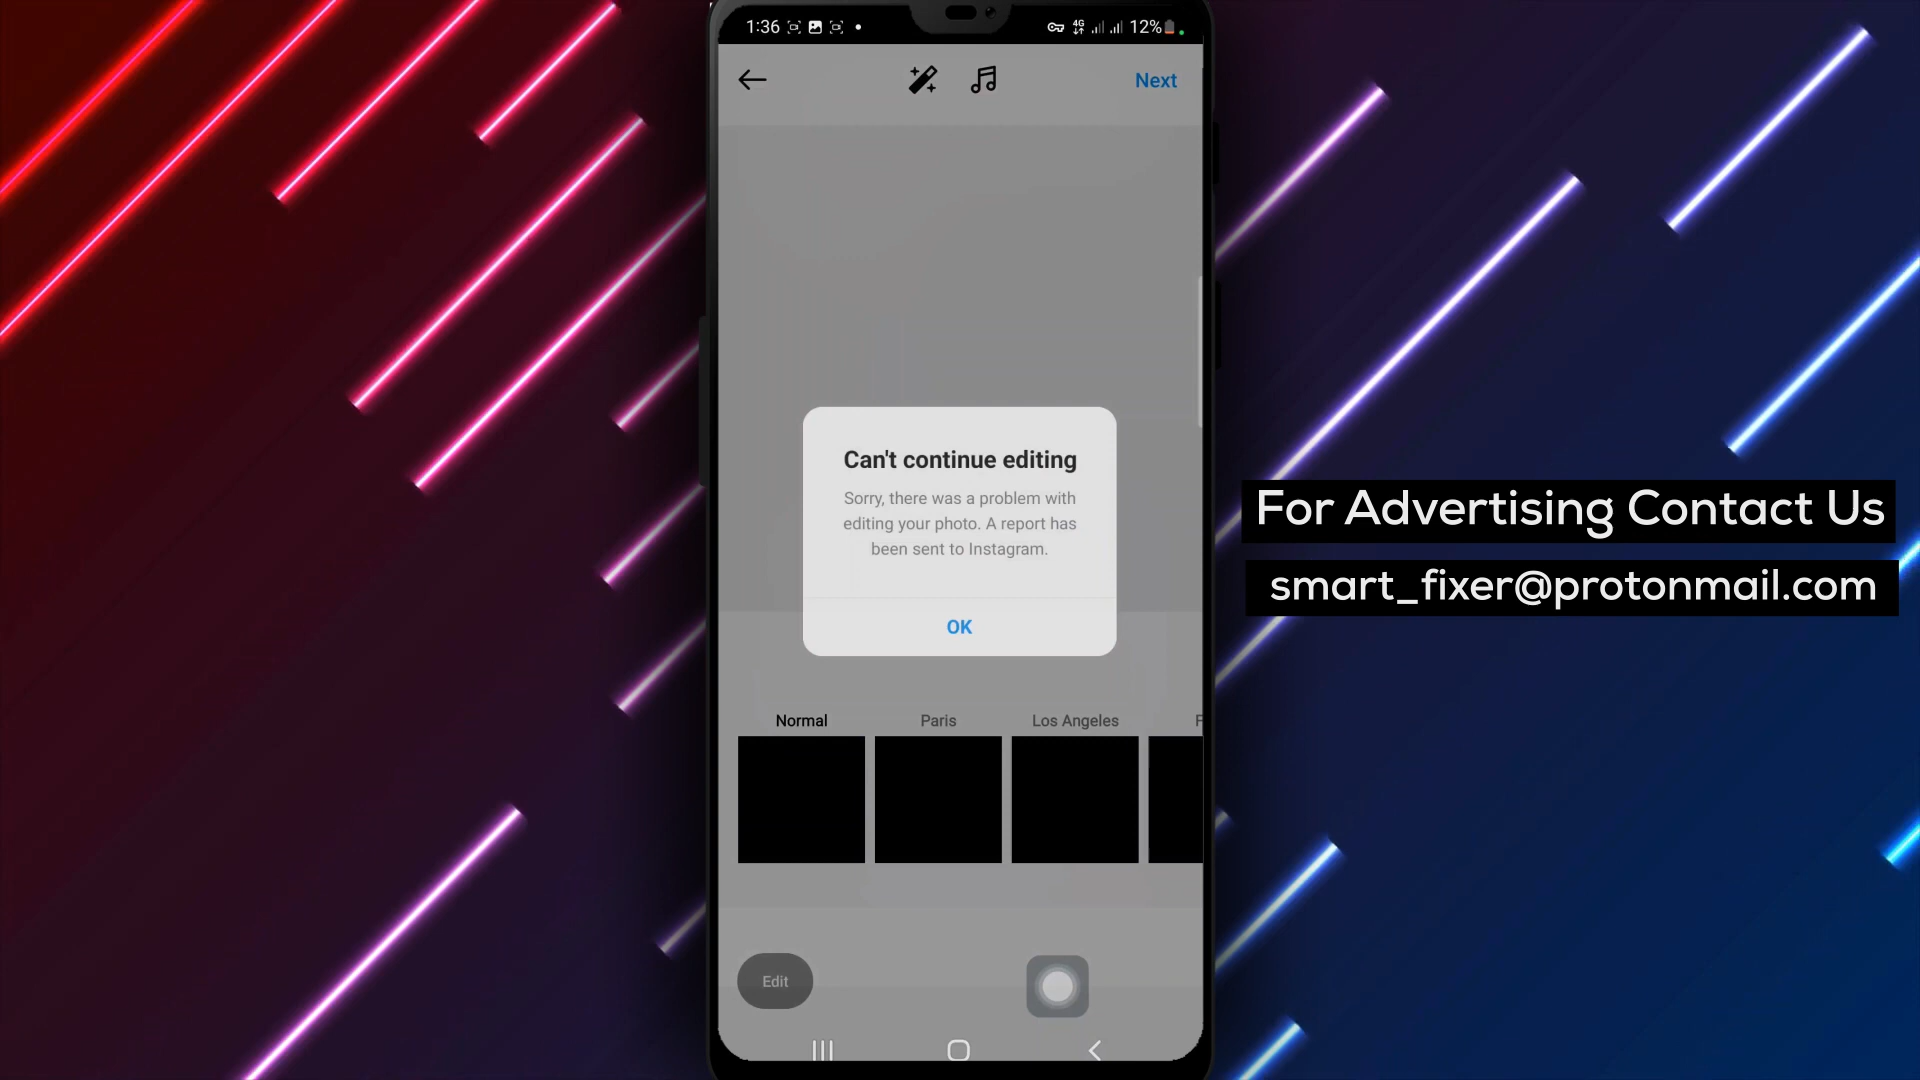 1:36
4G
12%
Next
Can't continue editing
Sorry, there was a problem with
editing your photo. A report has
been sent to Instagram.
OK
For Advertising Contact Us
smart_fixer@protonmail.com
Normal
Paris
Los Angeles
F
Edit